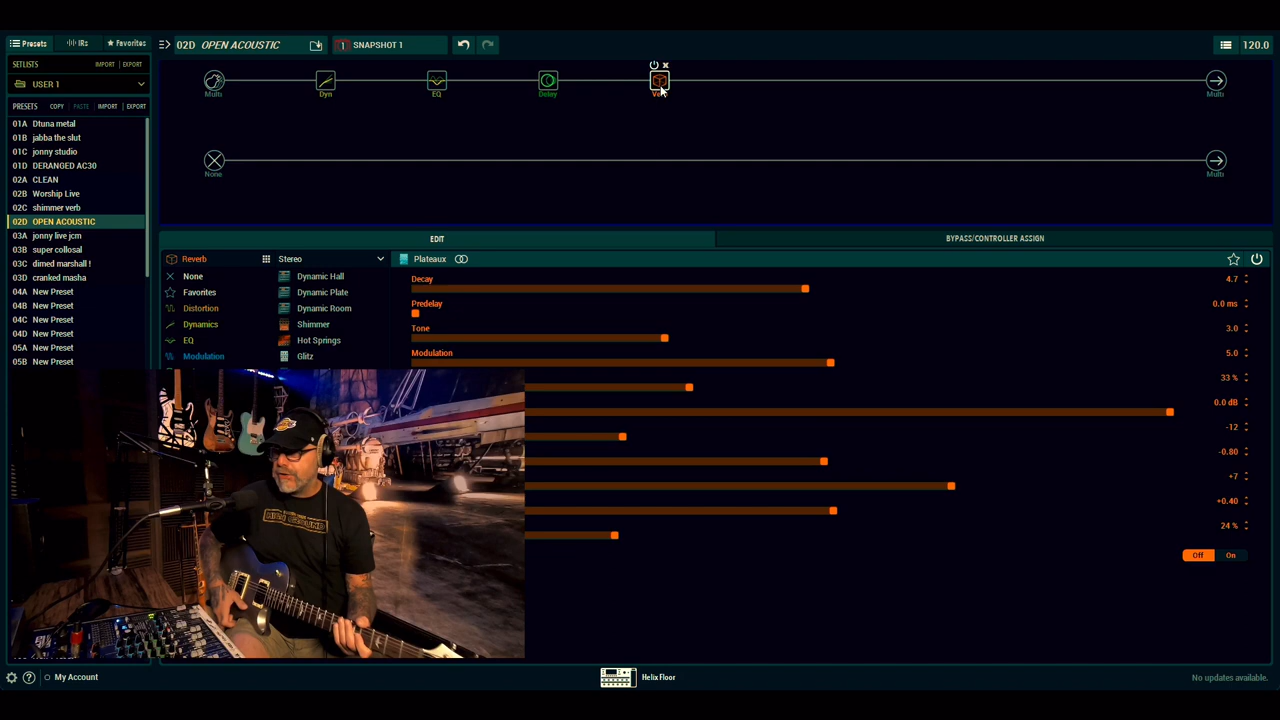 Presets
IRs
Favorites
02D OPEN ACOUSTIC
1 SNAPSHOT 1
120.0
SETLISTS
IMPORT
EXPORT
USER 1
PRESETS
COPY
PASTE
IMPORT
EXPORT
01A Dtuna metal
01B jabba the slut
01C jonny studio
01D DERANGED AC30
02A CLEAN
02B Worship Live
02C shimmer verb
02D OPEN ACOUSTIC
03A jonny live jcm
03B super collosal
03C dimed marshall !
03D cranked masha
04A New Preset
04B New Preset
04C New Preset
04D New Preset
05A New Preset
05B New Preset
Multi
Dyn
EQ
Delay
Multi
None
Multi
EDIT
BYPASS/CONTROLLER ASSIGN
Reverb
Stereo
Plateaux
None
Favorites
Distortion
Dynamics
EQ
Modulation
Dynamic Hall
Dynamic Plate
Dynamic Room
Shimmer
Hot Springs
Glitz
Decay
4.7
Predelay
0.0 ms
Tone
3.0
Modulation
5.0
33 %
0.0 dB
-12
-0.80
+7
+0.40
24 %
Off
On
HIGH GROUND
My Account
Helix Floor
No updates available.